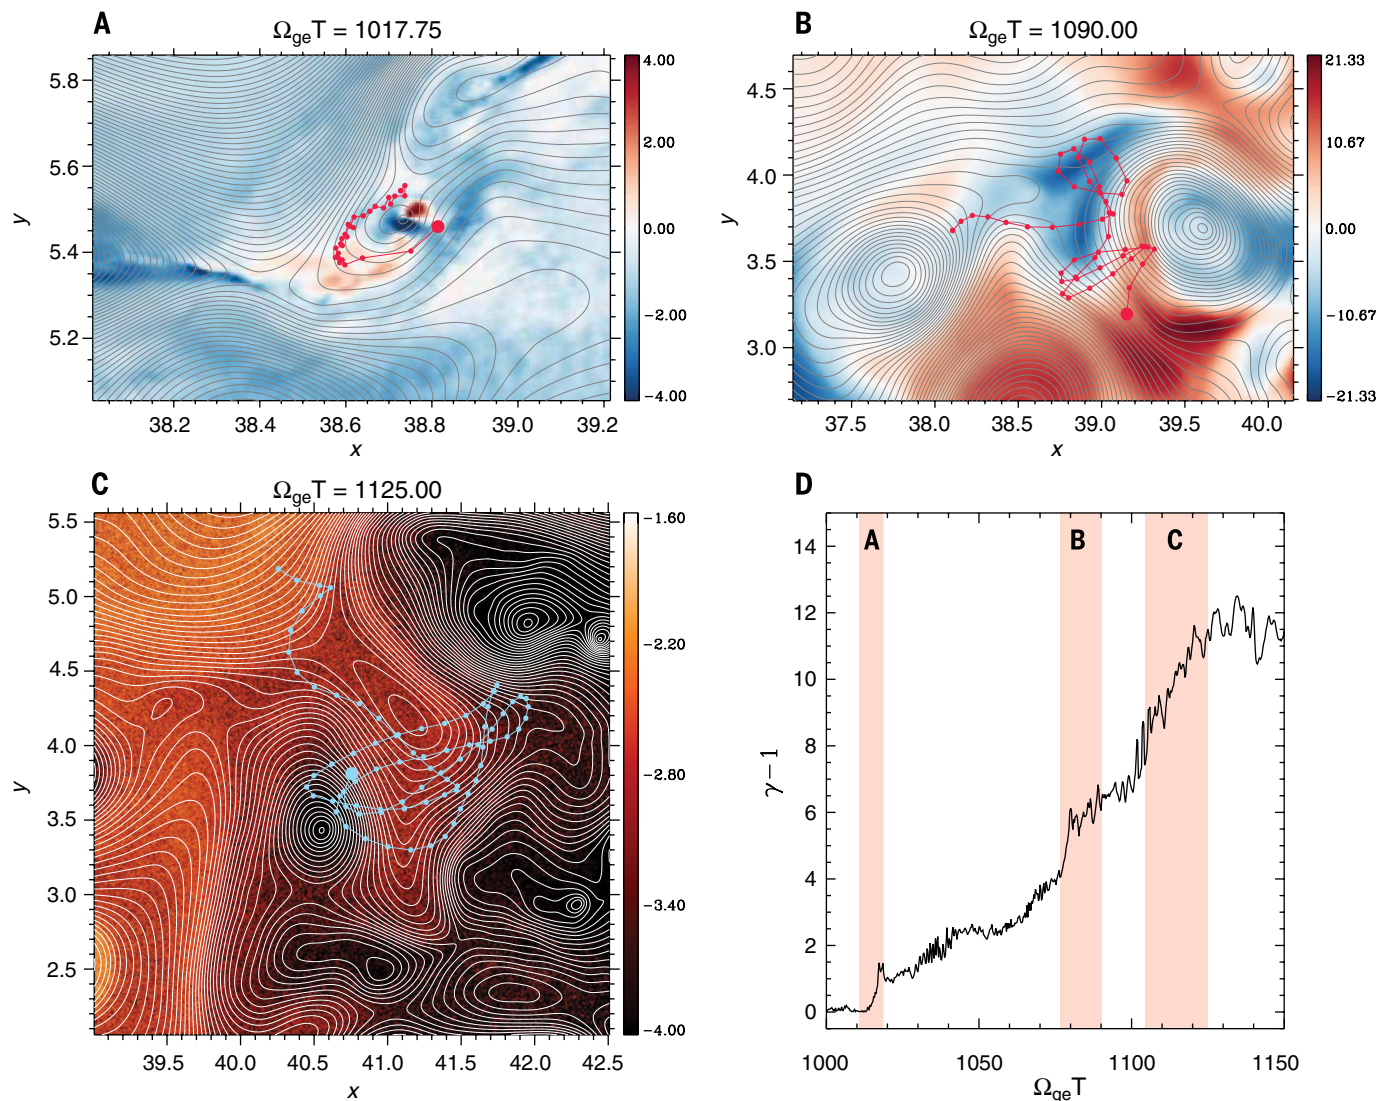 A
Ω_ge T = 1017.75
5.8
5.6
5.4
5.2
y
38.2 38.4 38.6 38.8 39.0 39.2
x
4.00
2.00
0.00
−2.00
−4.00
B
Ω_ge T = 1090.00
4.5
4.0
3.5
3.0
y
37.5 38.0 38.5 39.0 39.5 40.0
x
21.33
10.67
0.00
−10.67
−21.33
C
Ω_ge T = 1125.00
5.5
5.0
4.5
4.0
3.5
3.0
2.5
y
39.5 40.0 40.5 41.0 41.5 42.0 42.5
x
−1.60
−2.20
−2.80
−3.40
−4.00
D
A B C
14
12
10
8
6
4
2
0
γ−1
1000 1050 1100 1150
Ω_ge T